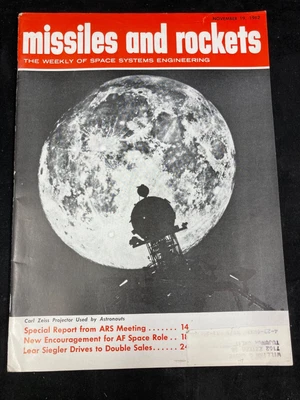 missiles and rockets
THE WEEKLY OF SPACE SYSTEMS ENGINEERING
Carl Zeiss Projector Used by Astronauts
Special Report from ARS Meeting ....... 14
New Encouragement for AF Space Role ..
Lear Siegler Drives to Double Sales......